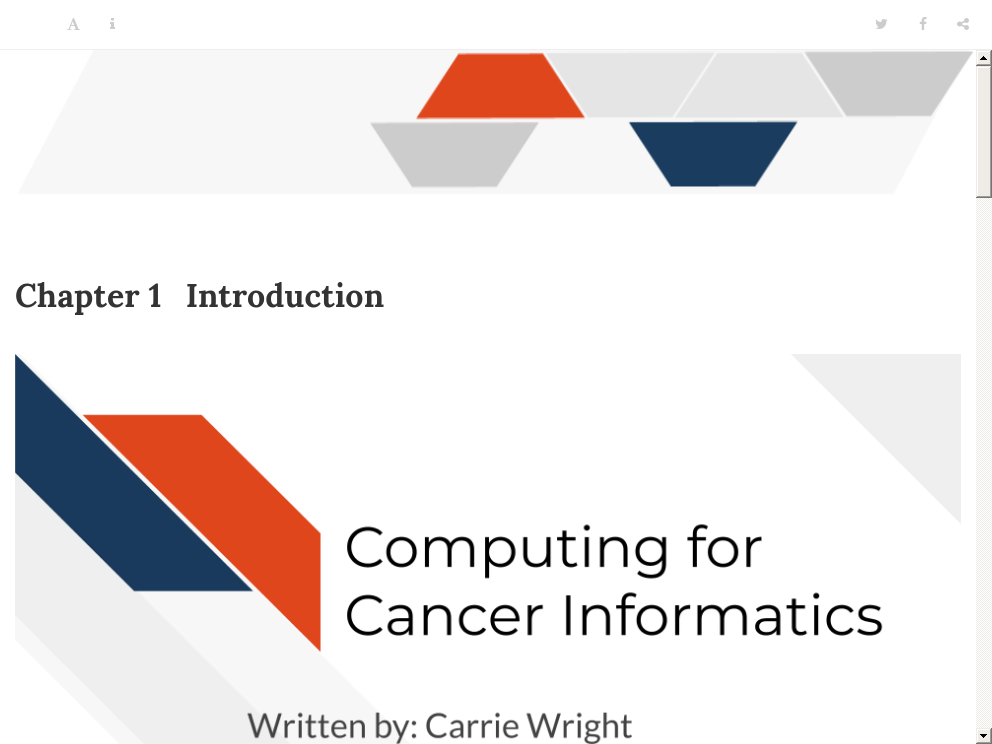 A i
Chapter 1 Introduction
Computing for
Cancer Informatics
Written by: Carrie Wright